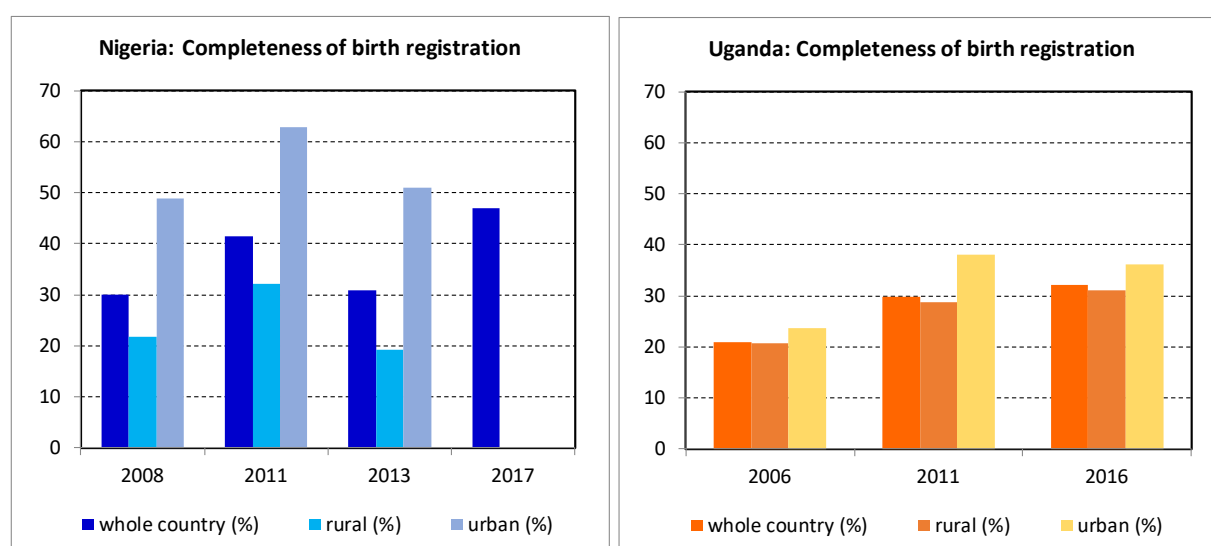 Nigeria: Completeness of birth registration
70
60
50
40
30
20
10
0
2008 2011 2013 2017
whole country (%) rural (%) urban (%)
Uganda: Completeness of birth registration
70
60
50
40
30
20
10
0
2006 2011 2016
whole country (%) rural (%) urban (%)